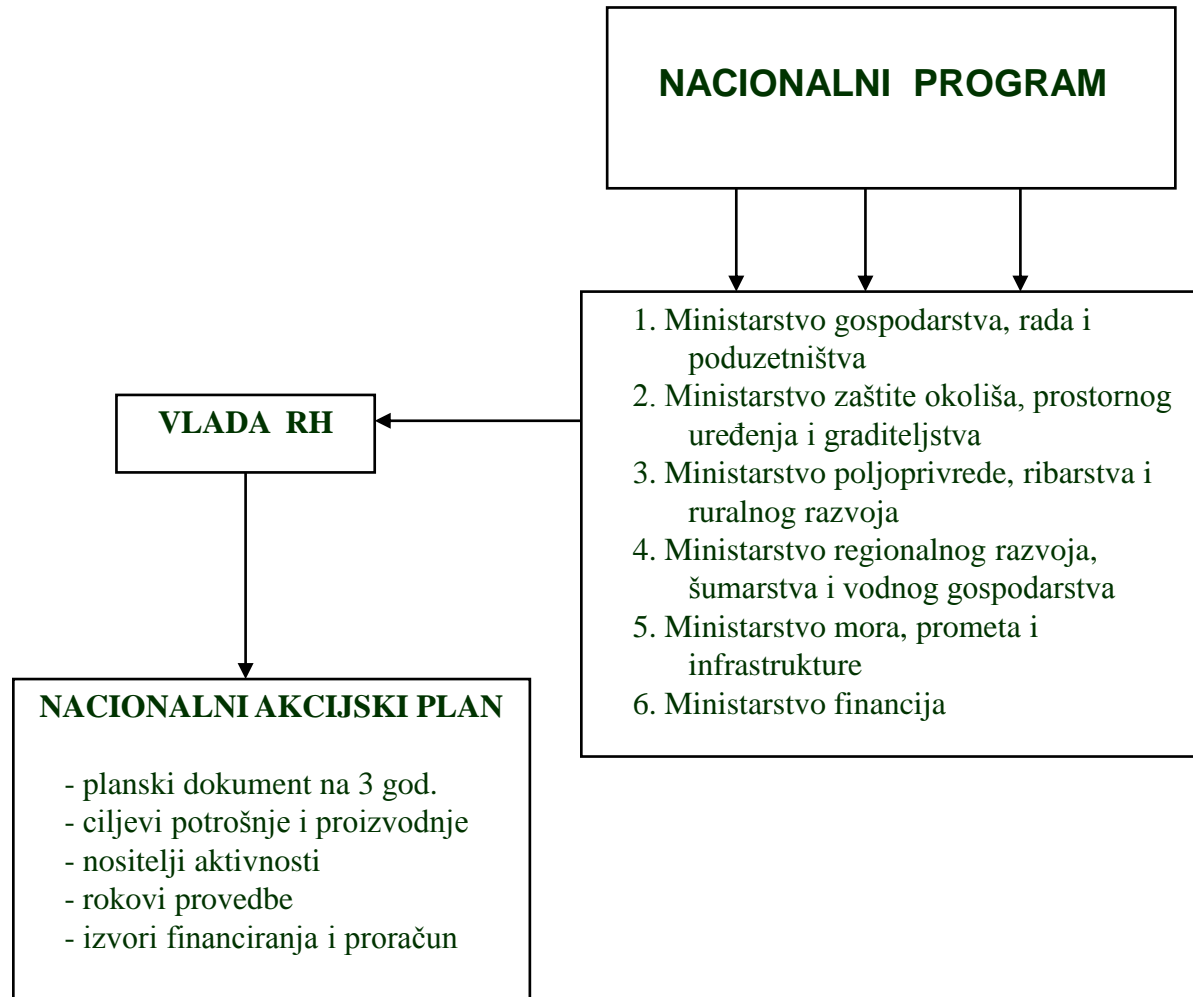 NACIONALNI PROGRAM
1. Ministarstvo gospodarstva, rada i
poduzetništva
2. Ministarstvo zaštite okoliša, prostornog
uređenja i graditeljstva
3. Ministarstvo poljoprivrede, ribarstva i
ruralnog razvoja
4. Ministarstvo regionalnog razvoja,
šumarstva i vodnog gospodarstva
5. Ministarstvo mora, prometa i
infrastrukture
6. Ministarstvo financija
VLADA RH
NACIONALNI AKCIJSKI PLAN
- planski dokument na 3 god.
- ciljevi potrošnje i proizvodnje
- nositelji aktivnosti
- rokovi provedbe
- izvori financiranja i proračun